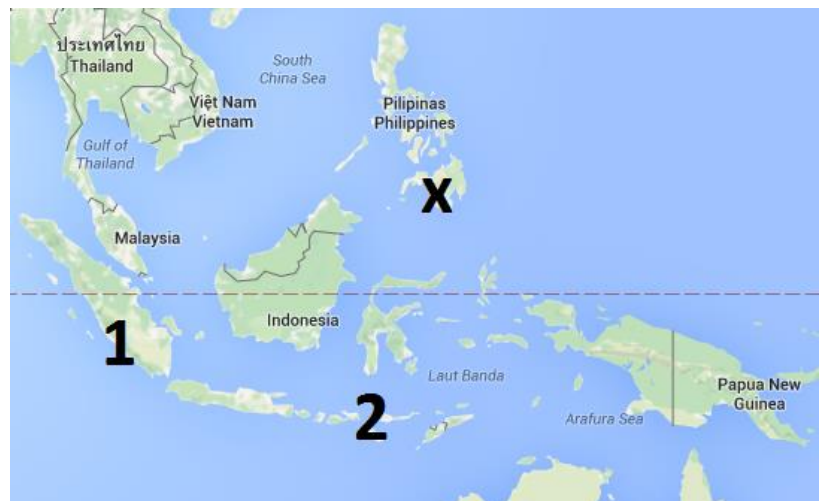 ประเทศไทย
Thailand
South
China Sea
Việt Nam
Vietnam
Pilipinas
Philippines
Gulf of
Thailand
X
Malaysia
Indonesia
1
2
Laut Banda
Papua New
Guinea
Arafura Sea